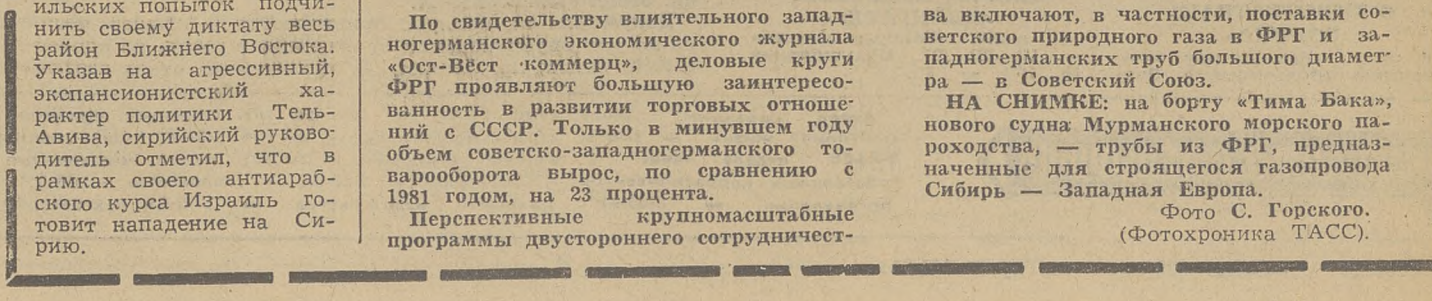 ильских попыток подчи-
нить своему диктату весь
район Ближнего Востока.
Указав на агрессивный,
экспансионистский ха-
рактер политики Тель-
Авива, сирийский руково-
дитель отметил, что в
рамках своего антиараб-
ского курса Израиль го-
товит нападение на Си-
рию.
По свидетельству влиятельного запад-
ногерманского экономического журнала
«Ост-Вест коммерц», деловые круги
ФРГ проявляют большую заинтересо-
ванность в развитии торговых отноше-
ний с СССР. Только в минувшем году
объем советско-западногерманского то-
варооборота вырос, по сравнению с
1981 годом, на 23 процента.
Перспективные крупномасштабные
программы двустороннего сотрудничест-
ва включают, в частности, поставки со-
ветского природного газа в ФРГ и за-
падногерманских труб большого диамет-
ра — в Советский Союз.
НА СНИМКЕ: на борту «Тима Бака»,
нового судна Мурманского морского па-
роходства, — трубы из ФРГ, предназ-
наченные для строящегося газопровода
Сибирь — Западная Европа.
Фото С. Горского.
(Фотохроника ТАСС).